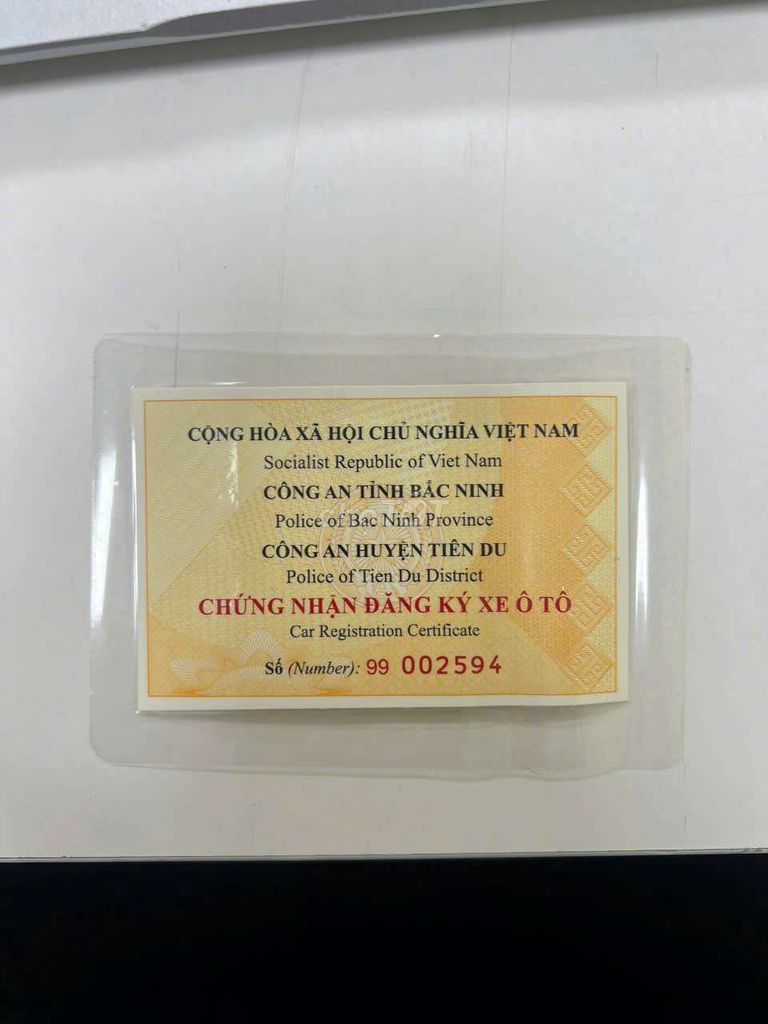 CỘNG HÒA XÃ HỘI CHỦ NGHĨA VIỆT NAM
Socialist Republic of Viet Nam
CÔNG AN TỈNH BẮC NINH
Police of Bac Ninh Province
CÔNG AN HUYỆN TIÊN DU
Police of Tien Du District
CHỨNG NHẬN ĐĂNG KÝ XE Ô TÔ
Car Registration Certificate
Số (Number): 99 002594